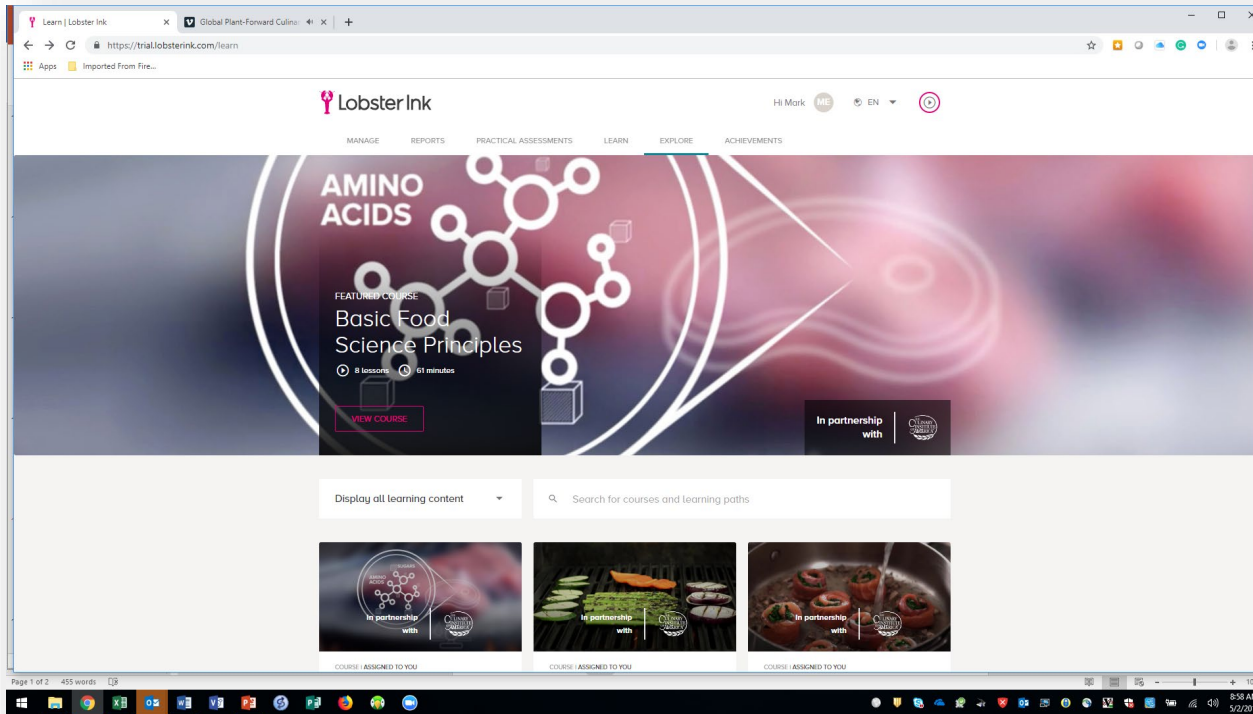 Learn | Lobster Ink
Global Plant-Forward Culinar
https://trial.lobsterink.com/learn
Apps
Imported From Fire...
Lobster Ink
Hi Mark
ME
EN
MANAGE
REPORTS
PRACTICAL ASSESSMENTS
LEARN
EXPLORE
ACHIEVEMENTS
AMINO
ACIDS
FEATURED COURSE
Basic Food
Science Principles
8 lessons
61 minutes
VIEW COURSE
In partnership
with
Display all learning content
Search for courses and learning paths
AMINO
ACIDS
In partnership
with
In partnership
with
In partnership
with
COURSE | ASSIGNED TO YOU
COURSE | ASSIGNED TO YOU
COURSE | ASSIGNED TO YOU
Page 1 of 2
455 words
8:58 AM
5/2/20